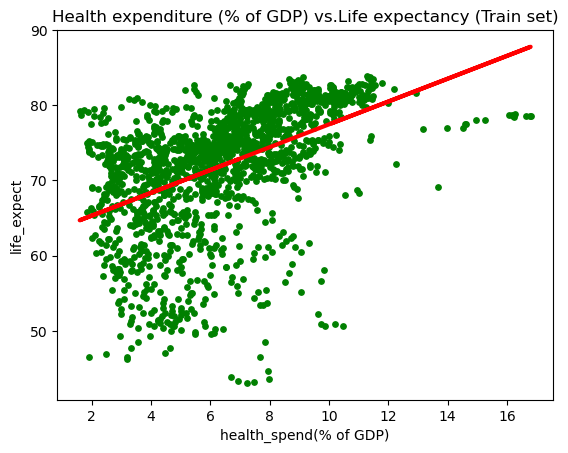 Health expenditure (% of GDP) vs.Life expectancy (Train set)
90
80
70
60
50
life_expect
2 4 6 8 10 12 14 16
health_spend(% of GDP)